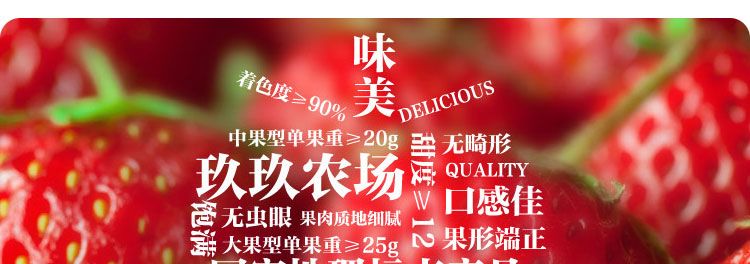 味美
着色度≥90%
DELICIOUS
中果型单果重≥20g
甜度≥12
无畸形
QUALITY
玖玖农场
口感佳
饱满
无虫眼
果肉质地细腻
大果型单果重≥25g
果形端正